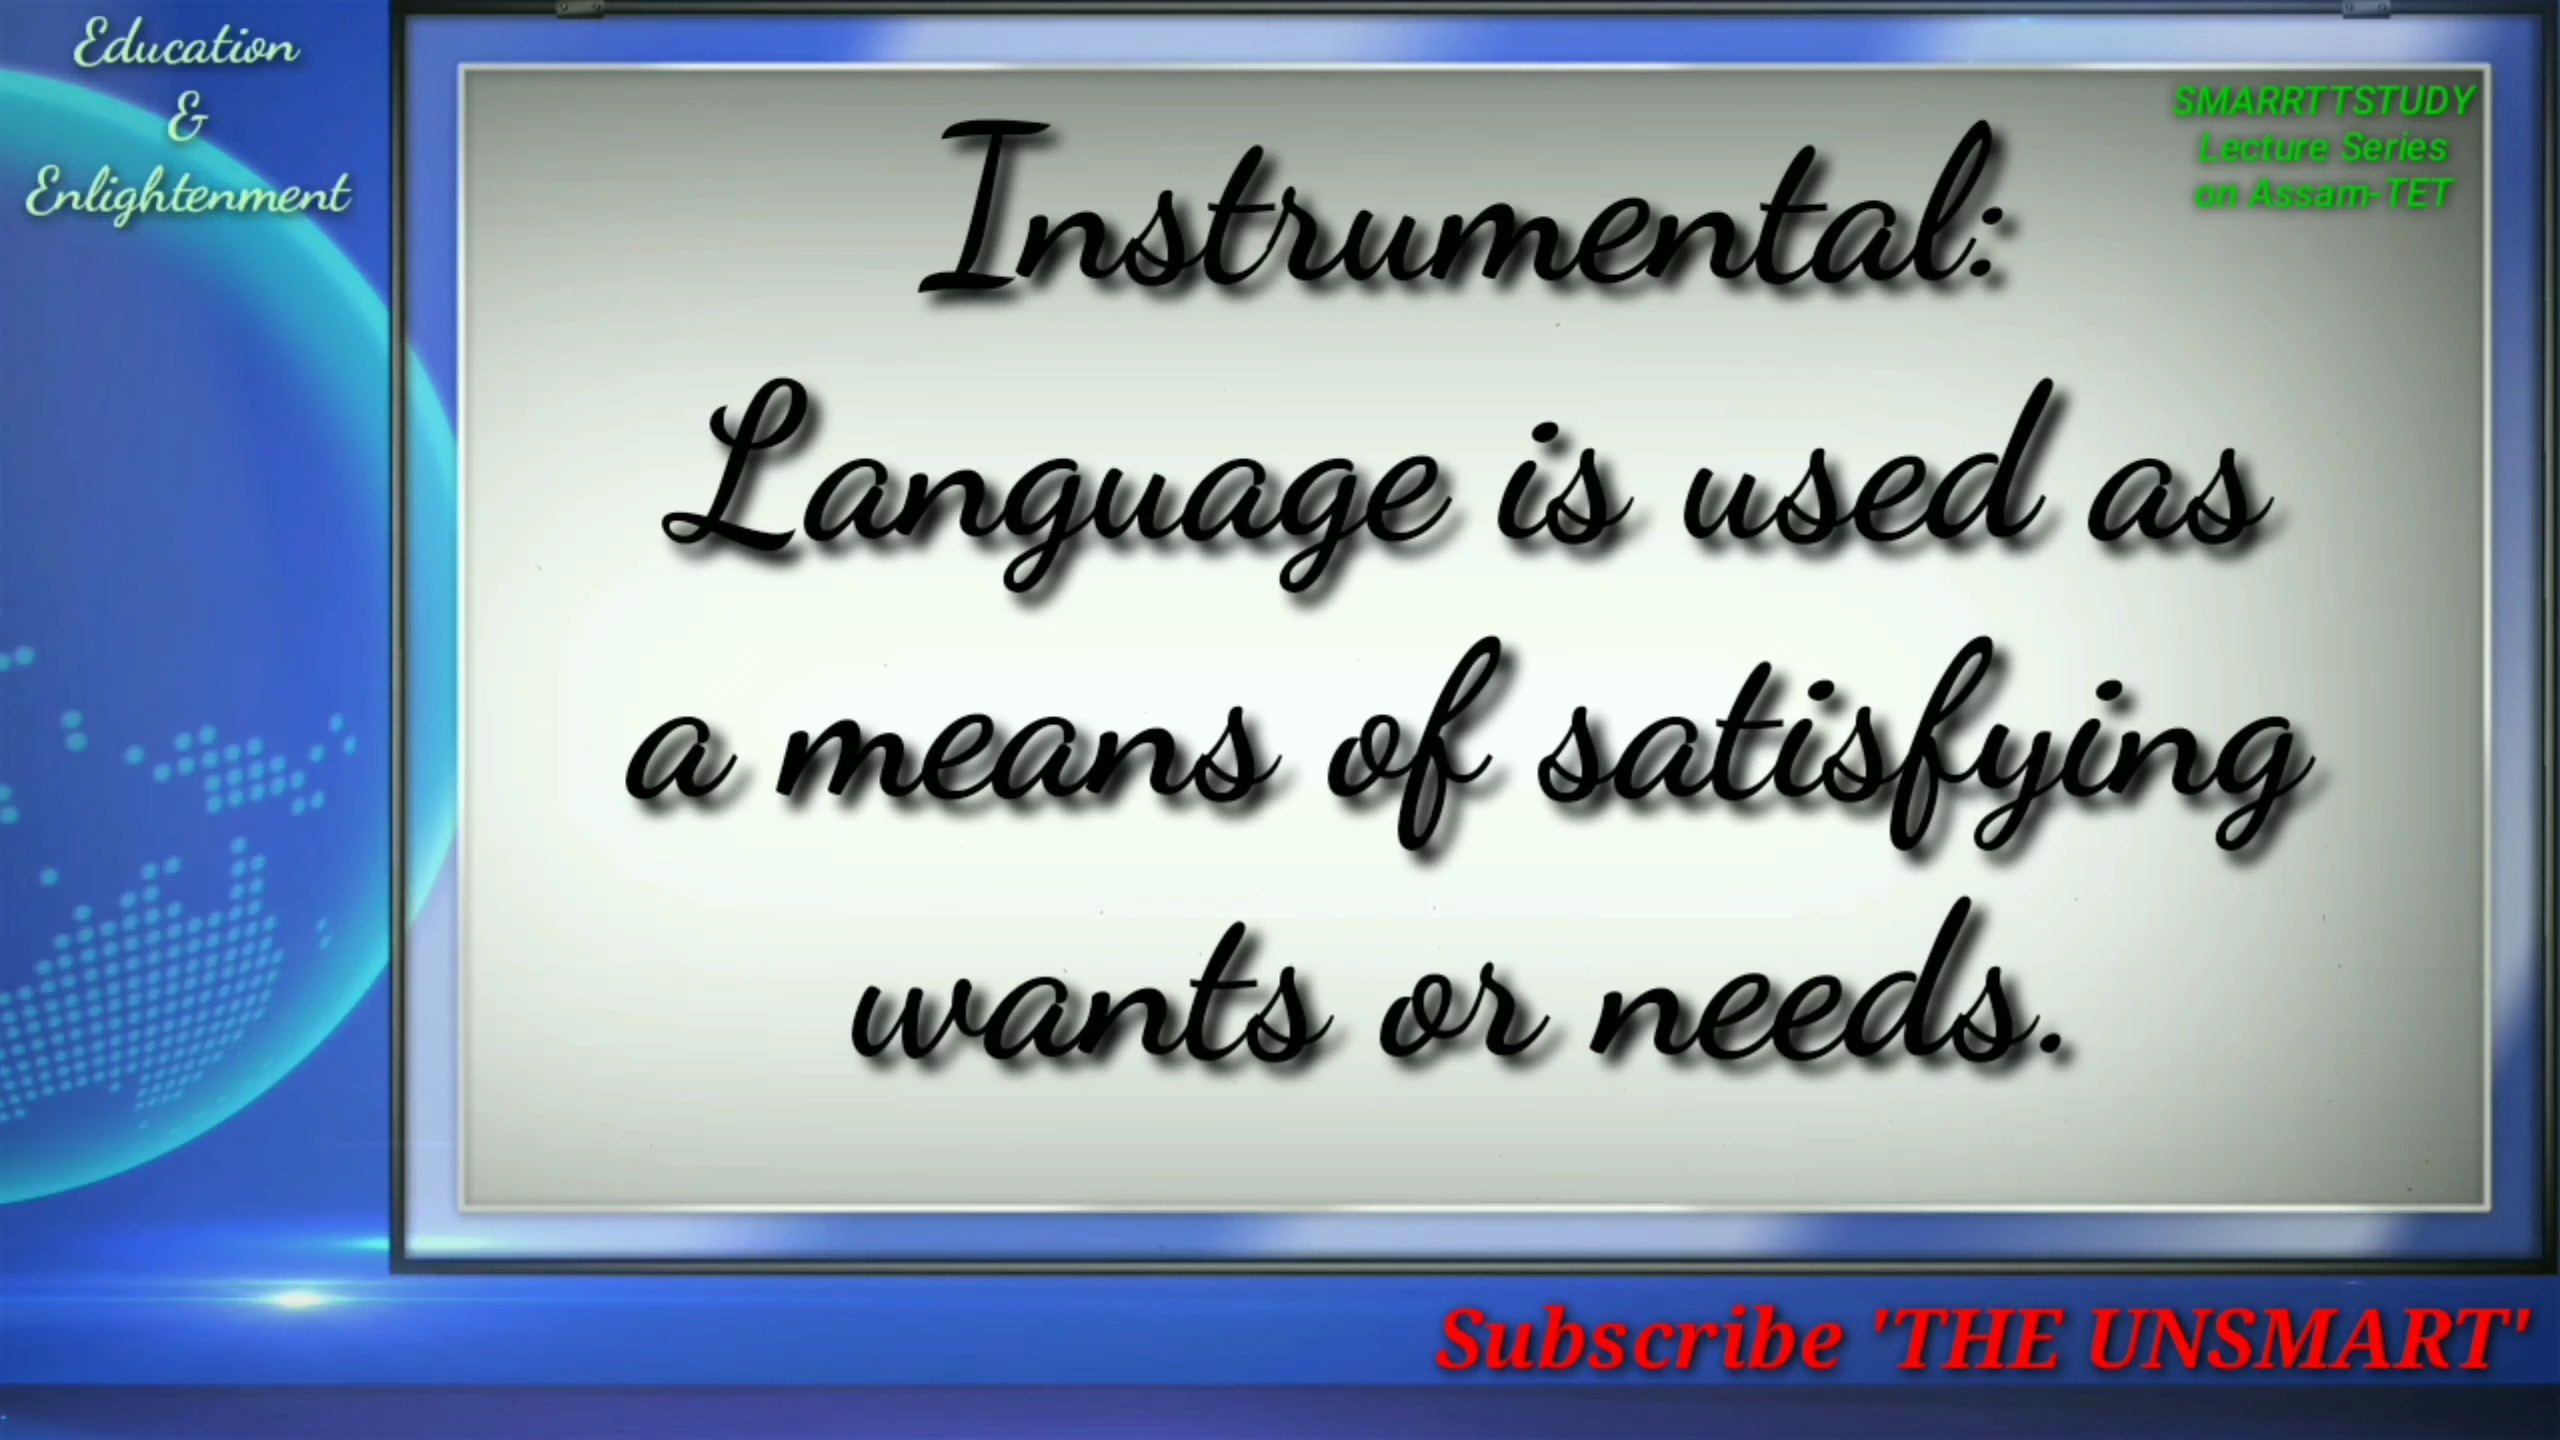 Education
&
Enlightenment
SMARRTTSTUDY
Lecture Series
on Assam-TET
Instrumental:
Language is used as
a means of satisfying
wants or needs.
Subscribe 'THE UNSMART'